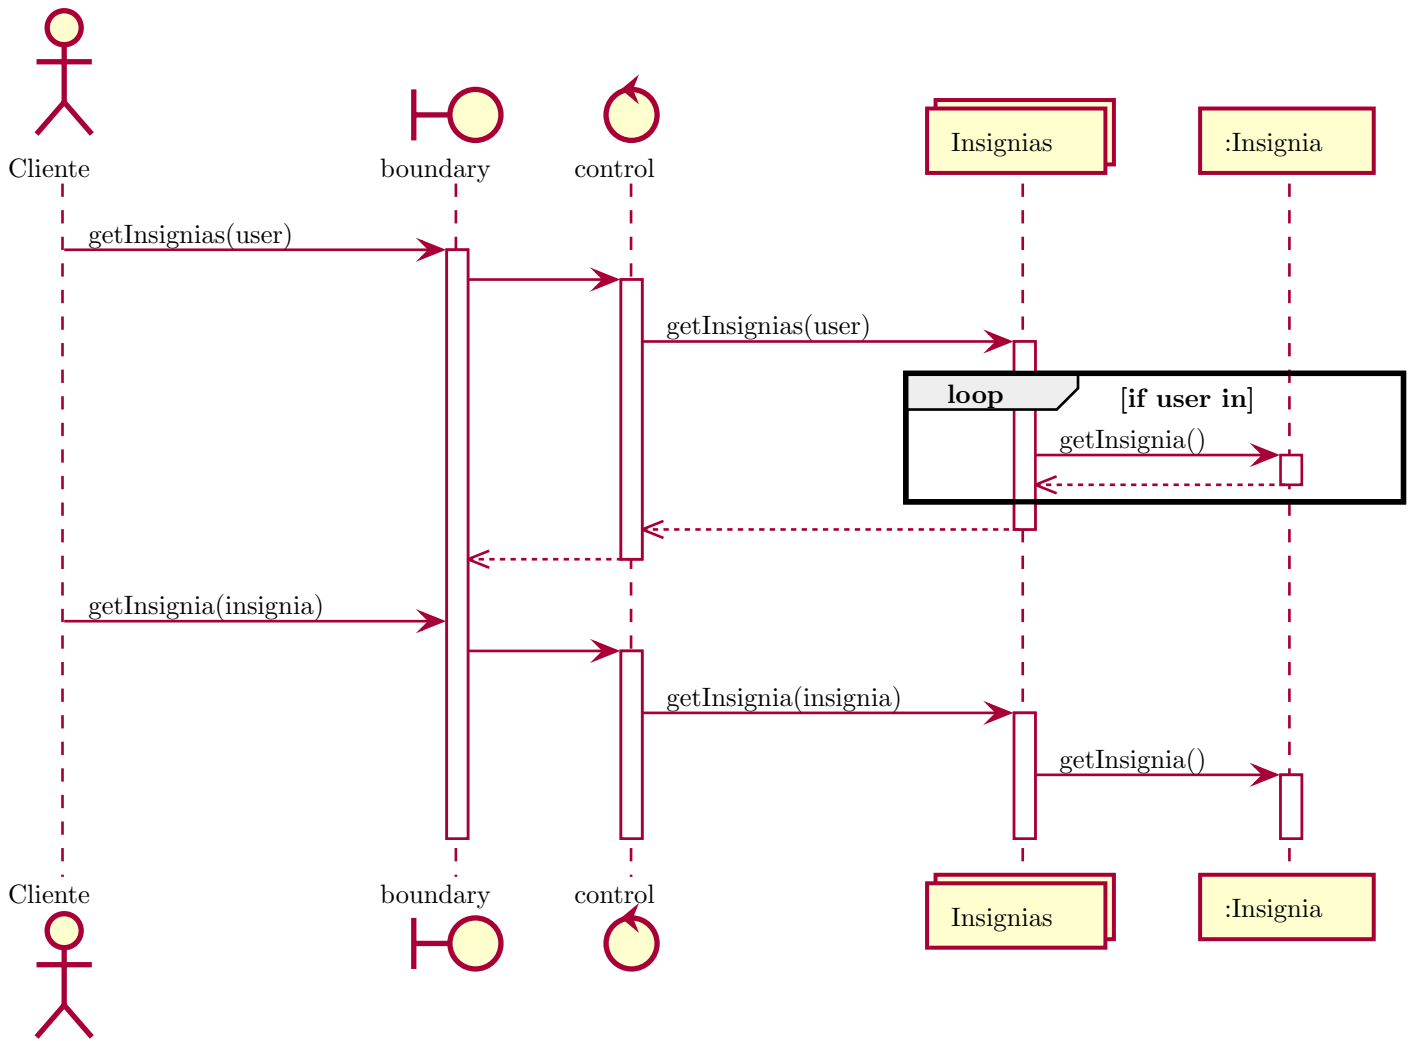 Cliente
boundary
control
Insignias
:Insignia
getInsignias(user)
getInsignias(user)
loop
[if user in]
getInsignia()
getInsignia(insignia)
getInsignia(insignia)
getInsignia()
Cliente
boundary
control
Insignias
:Insignia